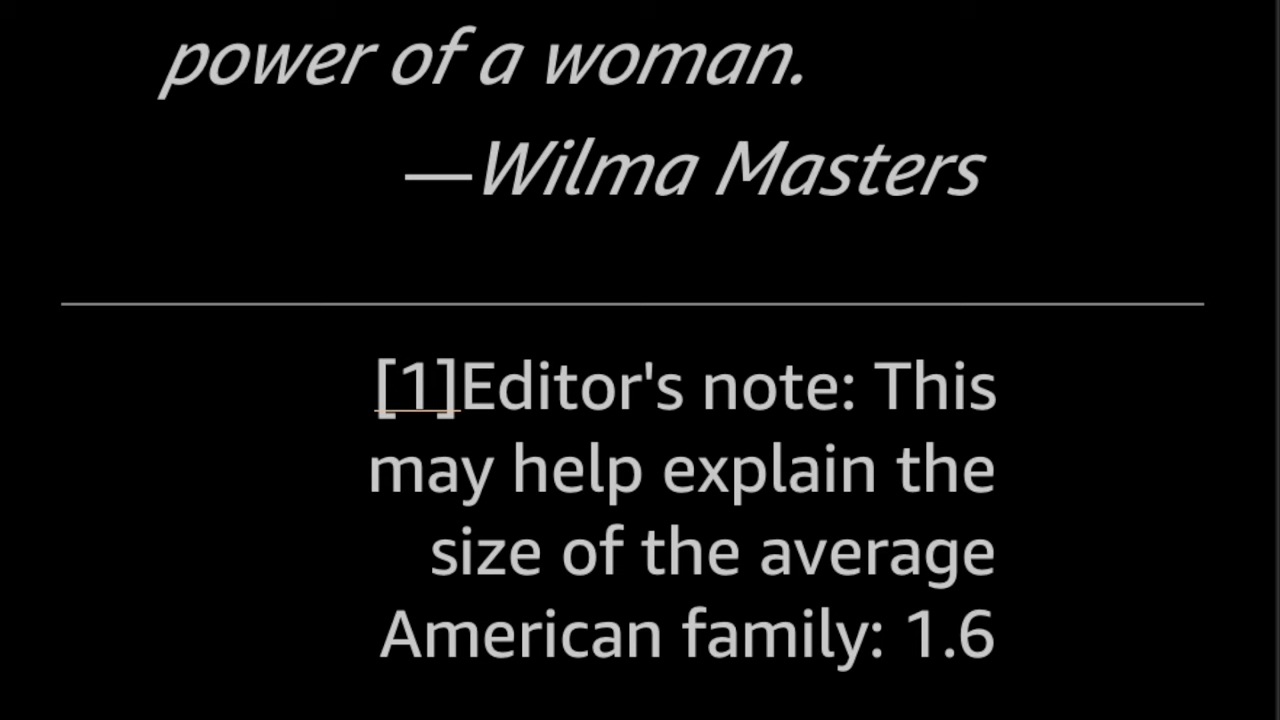 power of a woman.
—Wilma Masters
[1]Editor's note: This
may help explain the
size of the average
American family: 1.6